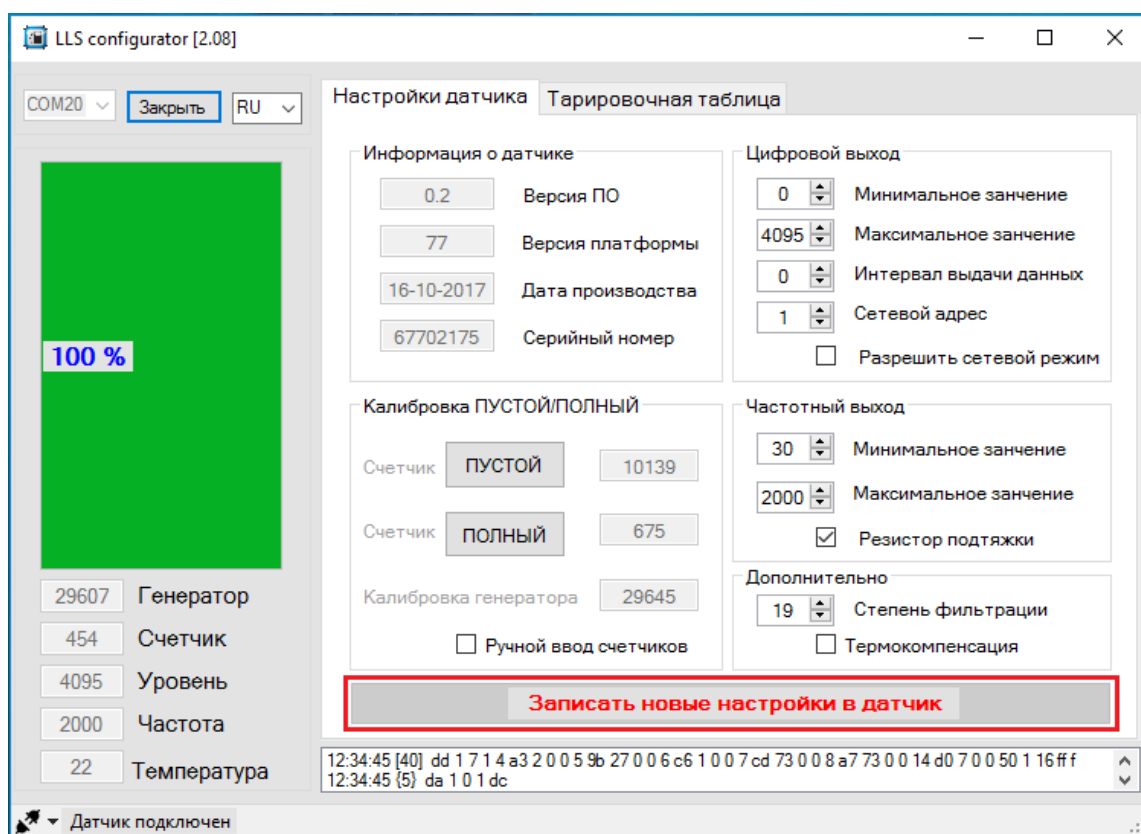 LLS configurator [2.08]
COM20 Закрыть RU
Настройки датчика Тарировочная таблица
Информация о датчике
0.2 Версия ПО
77 Версия платформы
16-10-2017 Дата производства
67702175 Серийный номер
Цифровой выход
0 Минимальное занчение
4095 Максимальное занчение
0 Интервал выдачи данных
1 Сетевой адрес
Разрешить сетевой режим
100 %
Калибровка ПУСТОЙ/ПОЛНЫЙ
Счетчик ПУСТОЙ 10139
Счетчик ПОЛНЫЙ 675
Калибровка генератора 29645
Ручной ввод счетчиков
Частотный выход
30 Минимальное занчение
2000 Максимальное занчение
Резистор подтяжки
Дополнительно
19 Степень фильтрации
Термокомпенсация
29607 Генератор
454 Счетчик
4095 Уровень
2000 Частота
22 Температура
Записать новые настройки в датчик
12:34:45 [40] dd 1 7 1 4 a3 2 0 0 5 9b 27 0 0 6 c6 1 0 0 7 cd 73 0 0 8 a7 73 0 0 14 d0 7 0 0 50 1 16 ff f
12:34:45 {5} da 1 0 1 dc
Датчик подключен